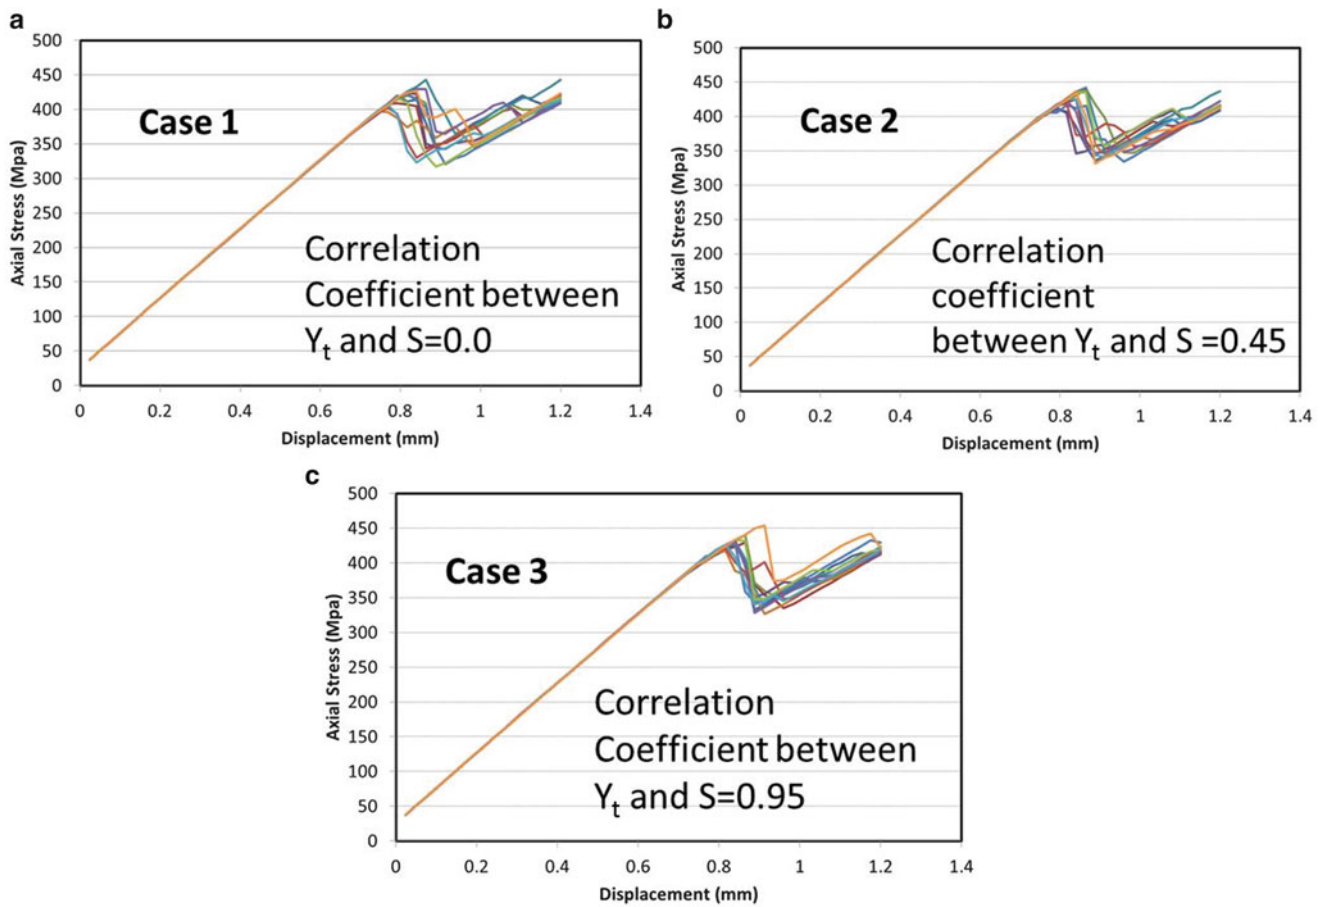 a
500
450
400
350
300
250
200
150
100
50
0
Axial Stress (Mpa)
Case 1
Correlation
Coefficient between
Yt and S=0.0
0 0.2 0.4 0.6 0.8 1 1.2 1.4
Displacement (mm)
b
500
450
400
350
300
250
200
150
100
50
0
Axial Stress (Mpa)
Case 2
Correlation
coefficient
between Yt and S =0.45
0 0.2 0.4 0.6 0.8 1 1.2 1.4
Displacement (mm)
c
500
450
400
350
300
250
200
150
100
50
0
Axial Stress (Mpa)
Case 3
Correlation
Coefficient between
Yt and S=0.95
0 0.2 0.4 0.6 0.8 1 1.2 1.4
Displacement (mm)